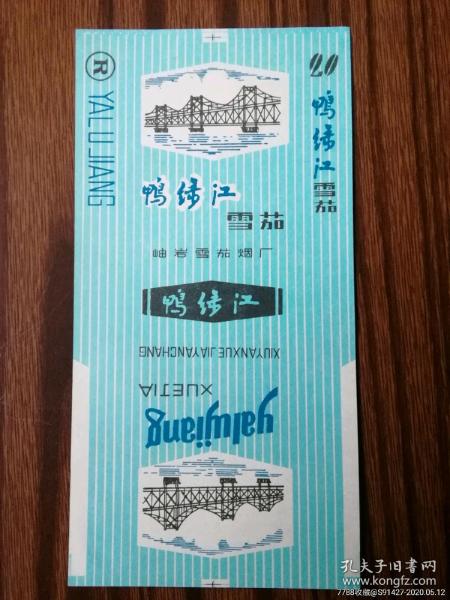 20
® YALUJIANG
鸭绿江雪茄
鸭绿江
雪茄
岫岩雪茄烟厂
鸭绿江
XIUYANXUEJIAYANCHANG
XUETJA
yalujiang
孔夫子旧书网
www.kongfz.com
7788收藏@S91427-2020.05.12